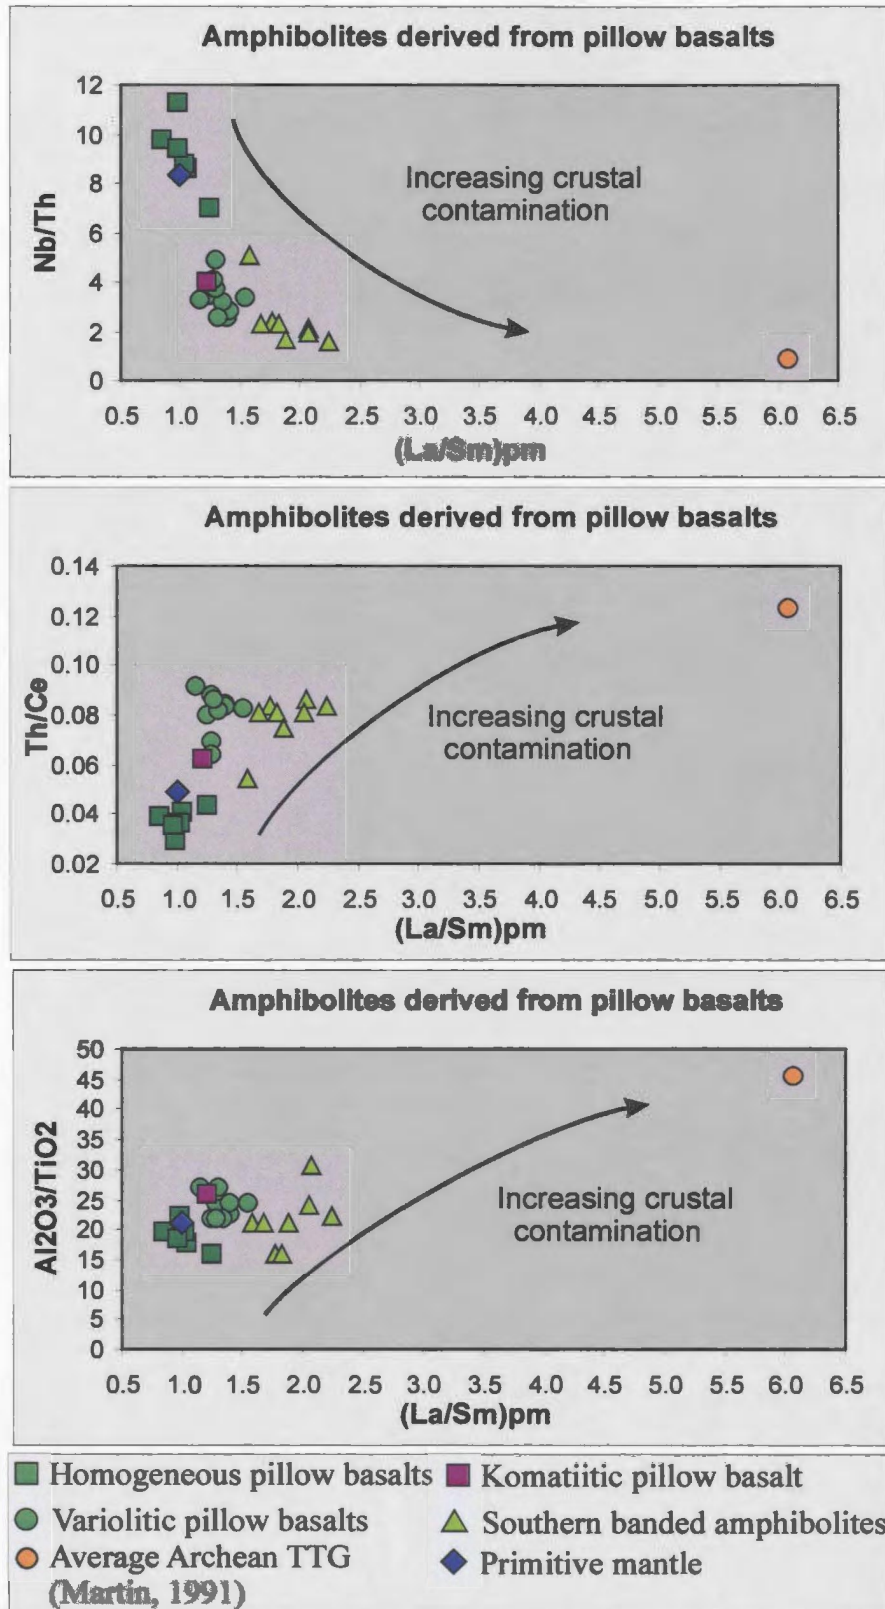 Amphibolites derived from pillow basalts
12
10
8
6
4
2
0
Nb/Th
Increasing crustal
contamination
0.5 1.0 1.5 2.0 2.5 3.0 3.5 4.0 4.5 5.0 5.5 6.0 6.5
(La/Sm)pm
Amphibolites derived from pillow basalts
0.14
0.12
0.10
0.08
0.06
0.04
0.02
Th/Ce
Increasing crustal
contamination
0.5 1.0 1.5 2.0 2.5 3.0 3.5 4.0 4.5 5.0 5.5 6.0 6.5
(La/Sm)pm
Amphibolites derived from pillow basalts
50
45
40
35
30
25
20
15
10
5
0
Al2O3/TiO2
Increasing crustal
contamination
0.5 1.0 1.5 2.0 2.5 3.0 3.5 4.0 4.5 5.0 5.5 6.0 6.5
(La/Sm)pm
Homogeneous pillow basalts Komatiitic pillow basalt
Variolitic pillow basalts Southern banded amphibolites
Average Archean TTG Primitive mantle
(Martin, 1991)